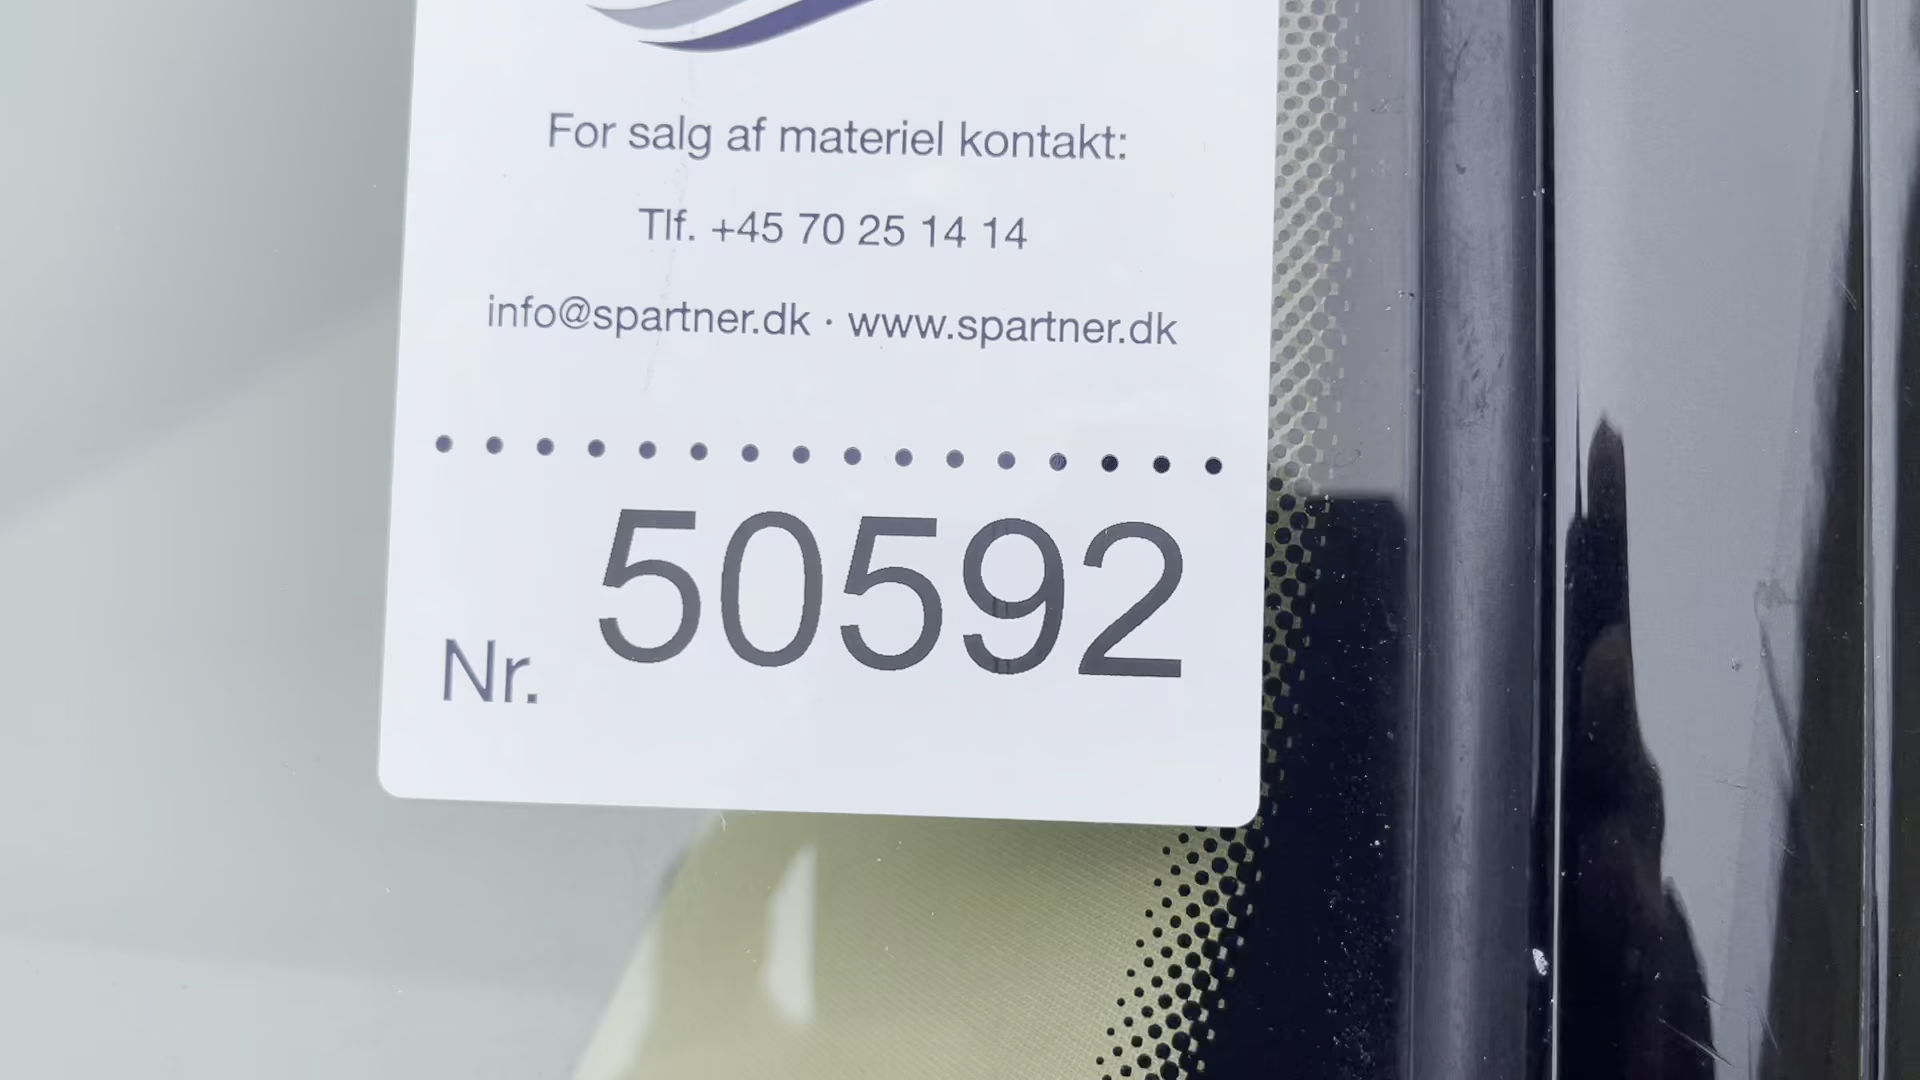 For salg af materiel kontakt:
Tlf. +45 70 25 14 14
info@spartner.dk · www.spartner.dk
Nr. 50592